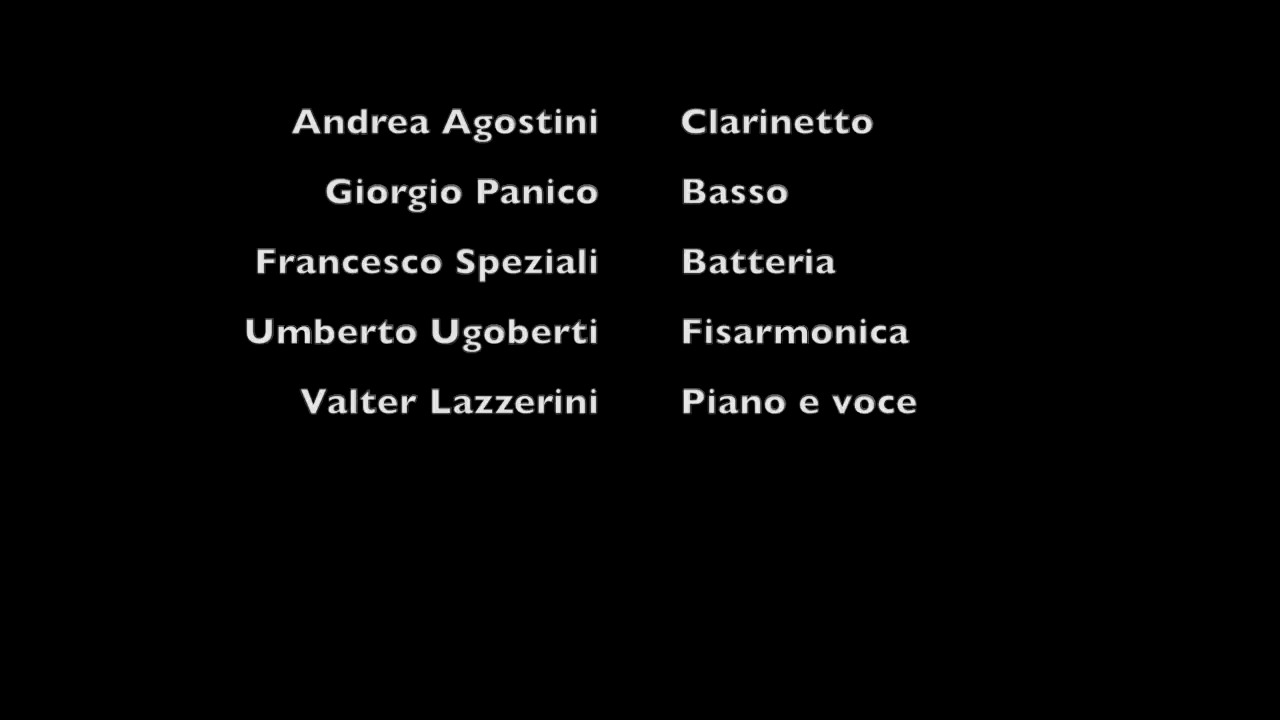 Andrea Agostini Clarinetto
Giorgio Panico Basso
Francesco Speziali Batteria
Umberto Ugoberti Fisarmonica
Valter Lazzerini Piano e voce